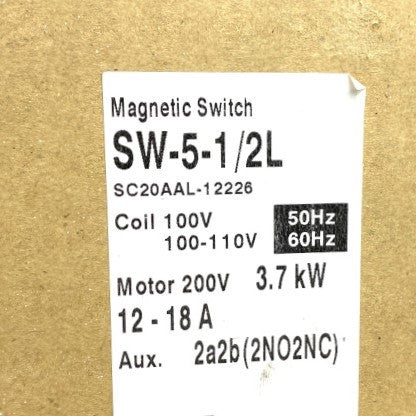 Magnetic Switch
SW-5-1/2L
SC20AAL-12226
Coil 100V 50Hz
100-110V 60Hz
Motor 200V 3.7 kW
12 - 18 A
Aux. 2a2b(2NO2NC)